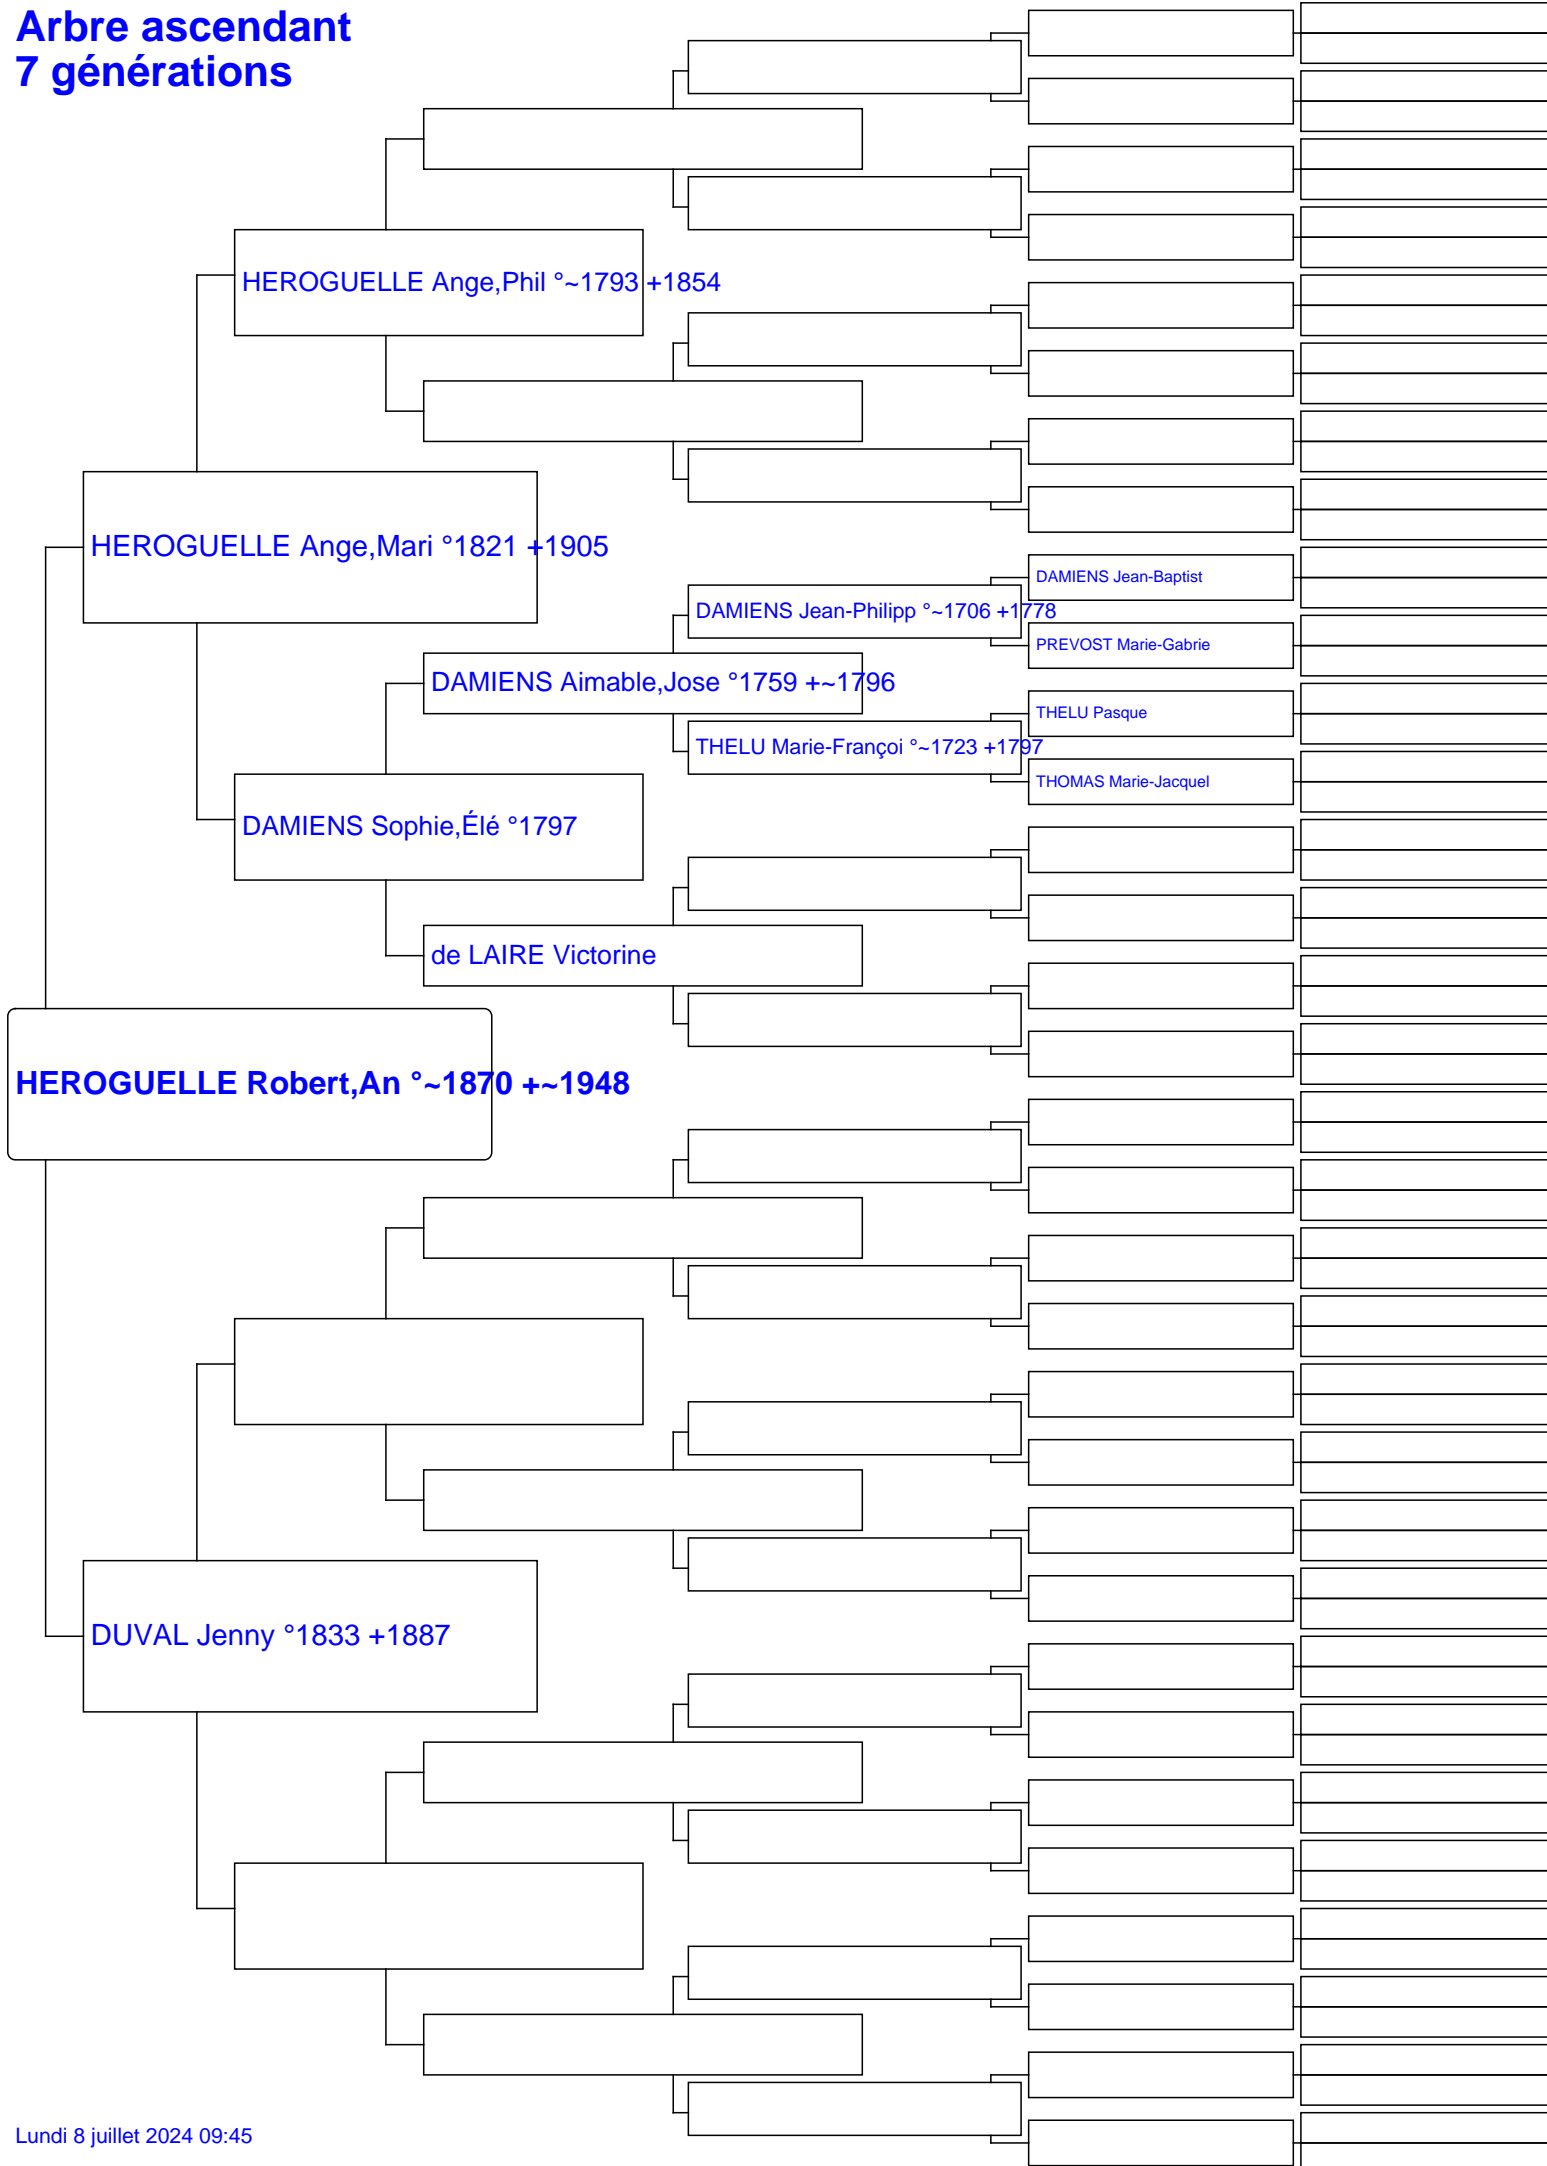 Arbre ascendant
7 générations
HEROGUELLE Ange,Phil °~1793 +1854
HEROGUELLE Ange,Mari °1821 +1905
DAMIENS Jean-Baptist
DAMIENS Jean-Philipp °~1706 +1778
PREVOST Marie-Gabrie
DAMIENS Aimable,Jose °1759 +~1796
THELU Pasque
THELU Marie-Françoi °~1723 +1797
THOMAS Marie-Jacquel
DAMIENS Sophie,Élé °1797
de LAIRE Victorine
HEROGUELLE Robert,An °~1870 +~1948
DUVAL Jenny °1833 +1887
Lundi 8 juillet 2024 09:45